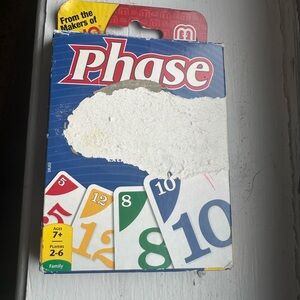 From the
Makers of
Phase
5
12
8
10
12
8
10
AGES
7+
PLAYERS
2-6
Family